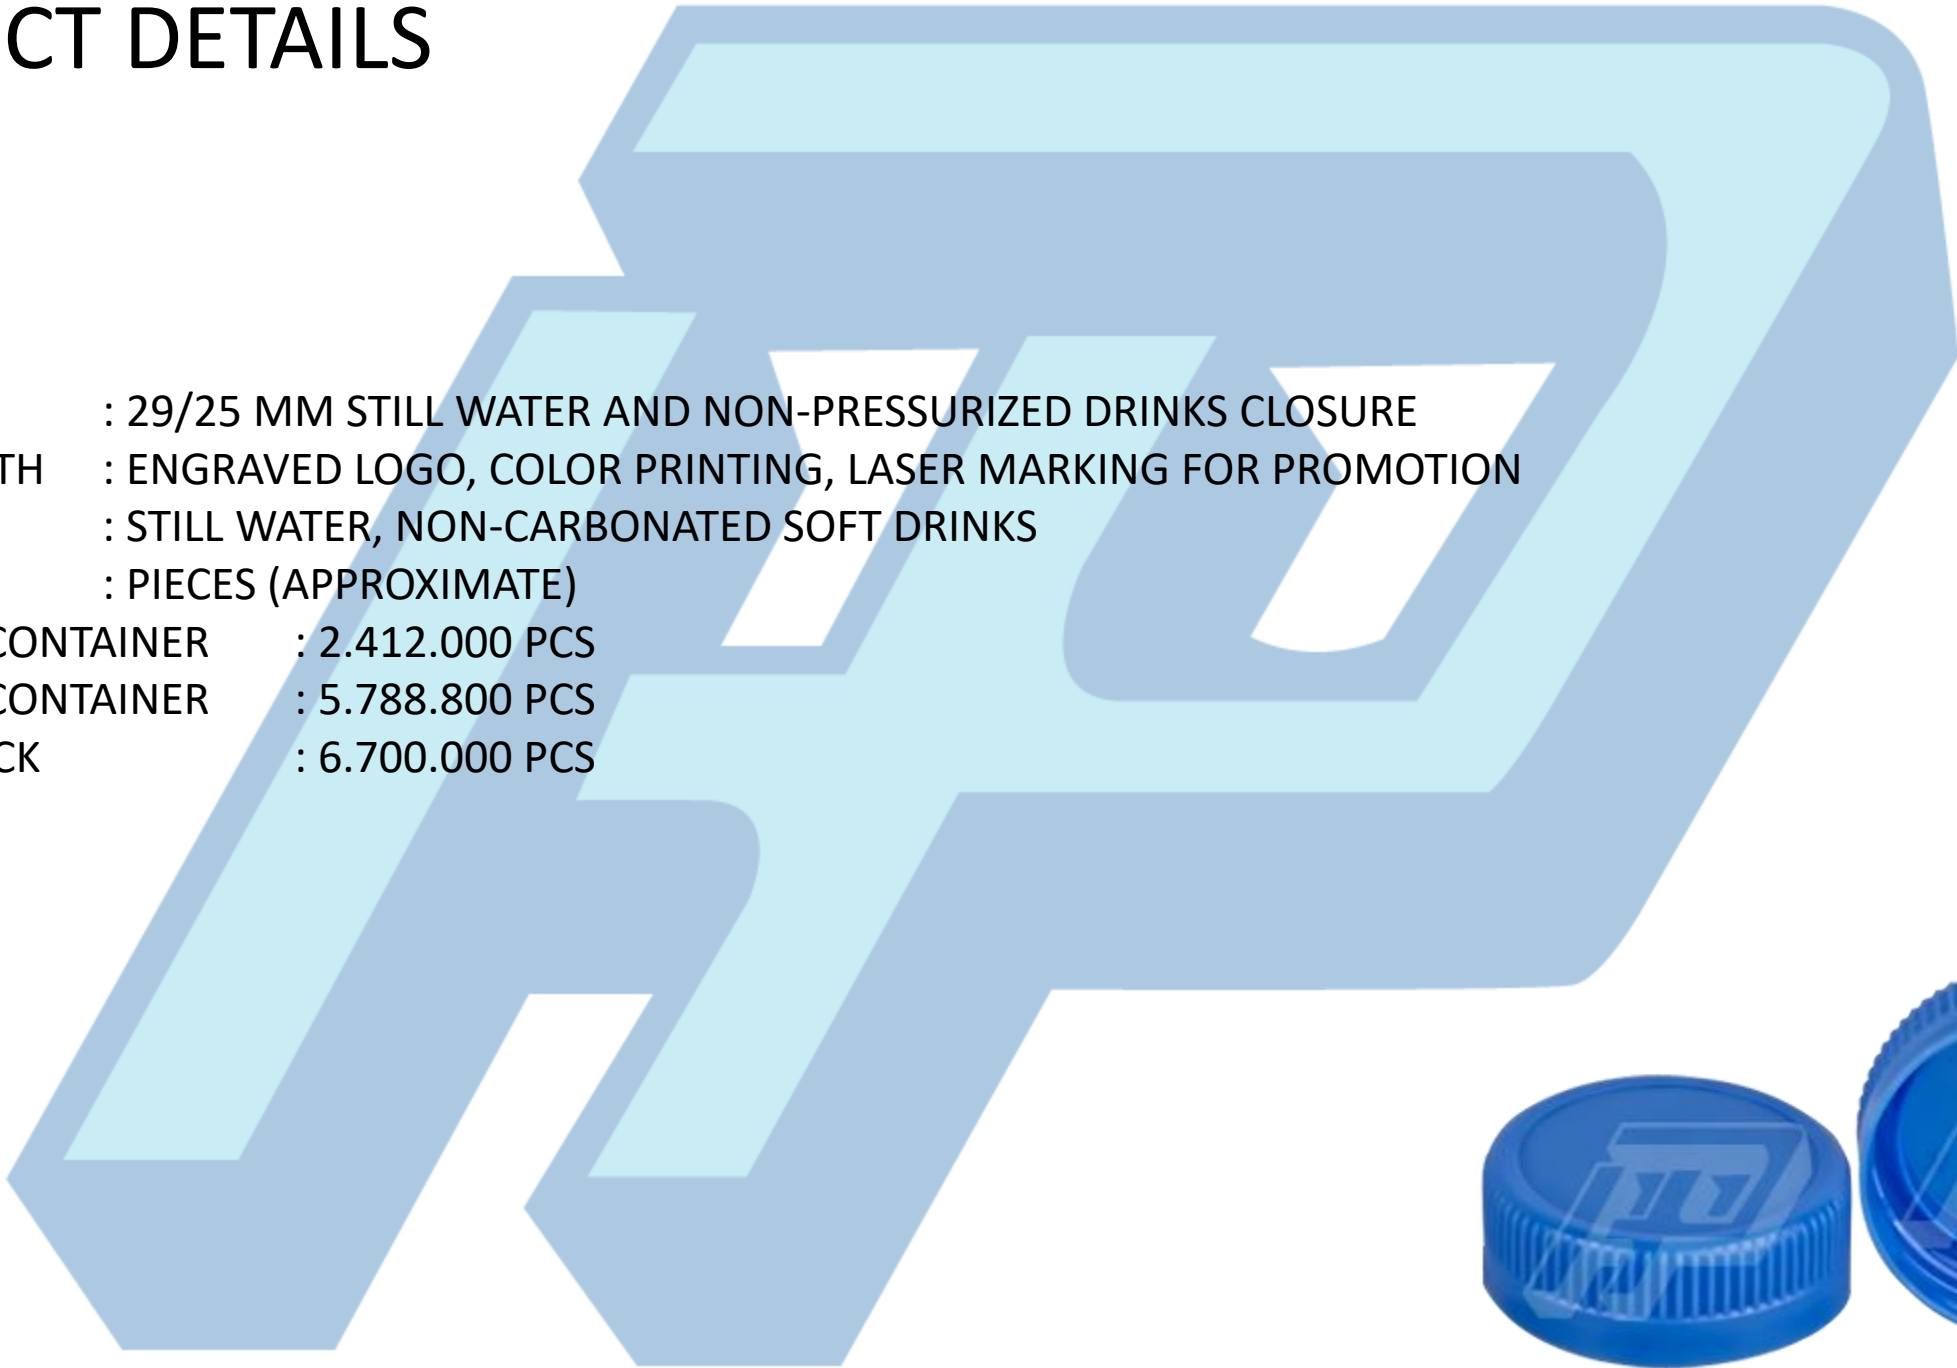 CT DETAILS
: 29/25 MM STILL WATER AND NON-PRESSURIZED DRINKS CLOSURE
TH : ENGRAVED LOGO, COLOR PRINTING, LASER MARKING FOR PROMOTION
: STILL WATER, NON-CARBONATED SOFT DRINKS
: PIECES (APPROXIMATE)
CONTAINER : 2.412.000 PCS
CONTAINER : 5.788.800 PCS
CK : 6.700.000 PCS